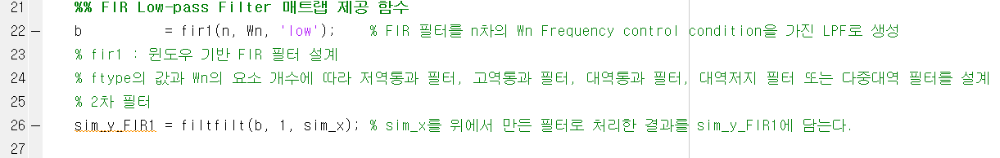 21 %% FIR Low-pass Filter 매트랩 제공 함수
22 – b = fir1(n, Wn, 'low'); % FIR 필터를 n차의 Wn Frequency control condition을 가진 LPF로 생성
23 % fir1 : 윈도우 기반 FIR 필터 설계
24 % ftype의 값과 Wn의 요소 개수에 따라 저역통과 필터, 고역통과 필터, 대역통과 필터, 대역저지 필터 또는 다중대역 필터를 설계
25 % 2차 필터
26 – sim_y_FIR1 = filtfilt(b, 1, sim_x); % sim_x를 위에서 만든 필터로 처리한 결과를 sim_y_FIR1에 담는다.
27